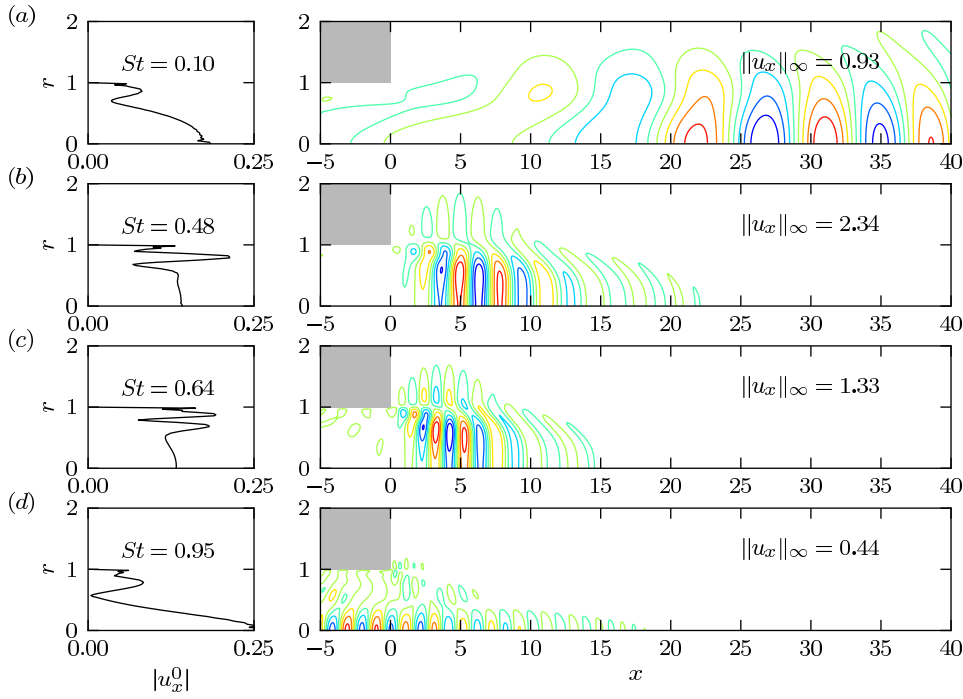 (a)
2
1
0
r
St = 0.10
0.00
0.25
‖u_x‖∞ = 0.93
−5 0 5 10 15 20 25 30 35 40
(b)
2
1
0
r
St = 0.48
0.00
0.25
2
1
0
‖u_x‖∞ = 2.34
−5 0 5 10 15 20 25 30 35 40
(c)
2
1
0
r
St = 0.64
0.00
0.25
2
1
0
‖u_x‖∞ = 1.33
−5 0 5 10 15 20 25 30 35 40
(d)
2
1
0
r
St = 0.95
0.00
0.25
|u_x^0|
2
1
0
‖u_x‖∞ = 0.44
−5 0 5 10 15 20 25 30 35 40
x
2
1
0